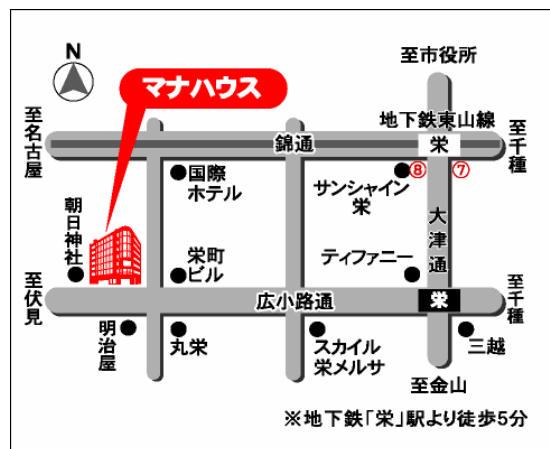 至市役所
N
マナハウス
地下鉄東山線
至名古屋
錦通
栄
至千種
国際
ホテル
サンシャイン
栄
⑧
⑦
朝日神社
大津通
栄町
ビル
ティファニー
至伏見
広小路通
栄
至千種
明治屋
丸栄
スカイル
栄メルサ
三越
至金山
※地下鉄「栄」駅より徒歩5分